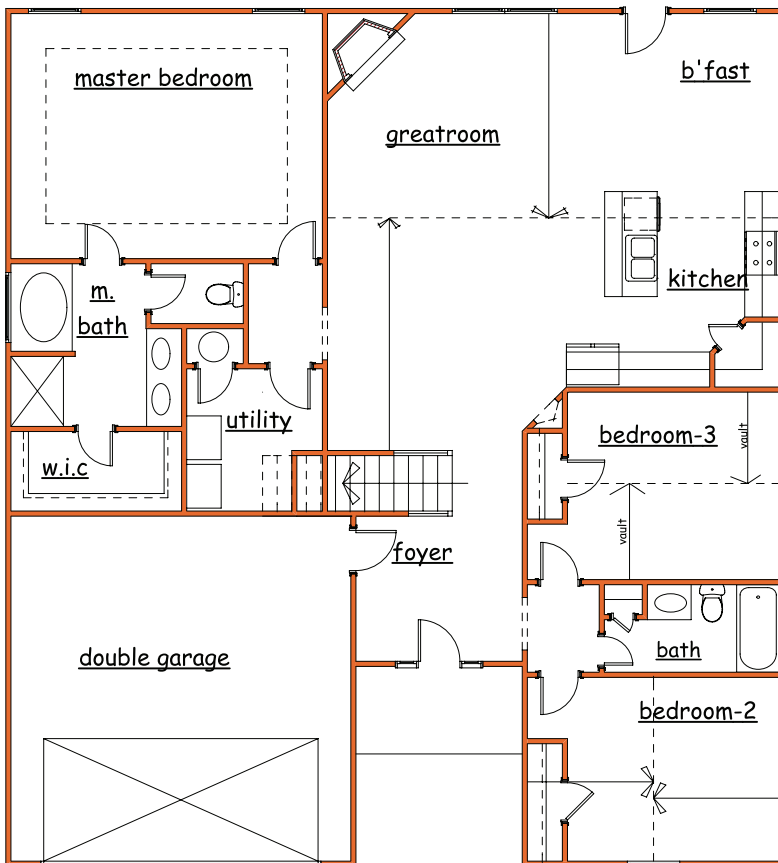 master bedroom
b'fast
greatroom
kitchen
m.
bath
utility
w.i.c
bedroom-3
vault
vault
foyer
bath
double garage
bedroom-2